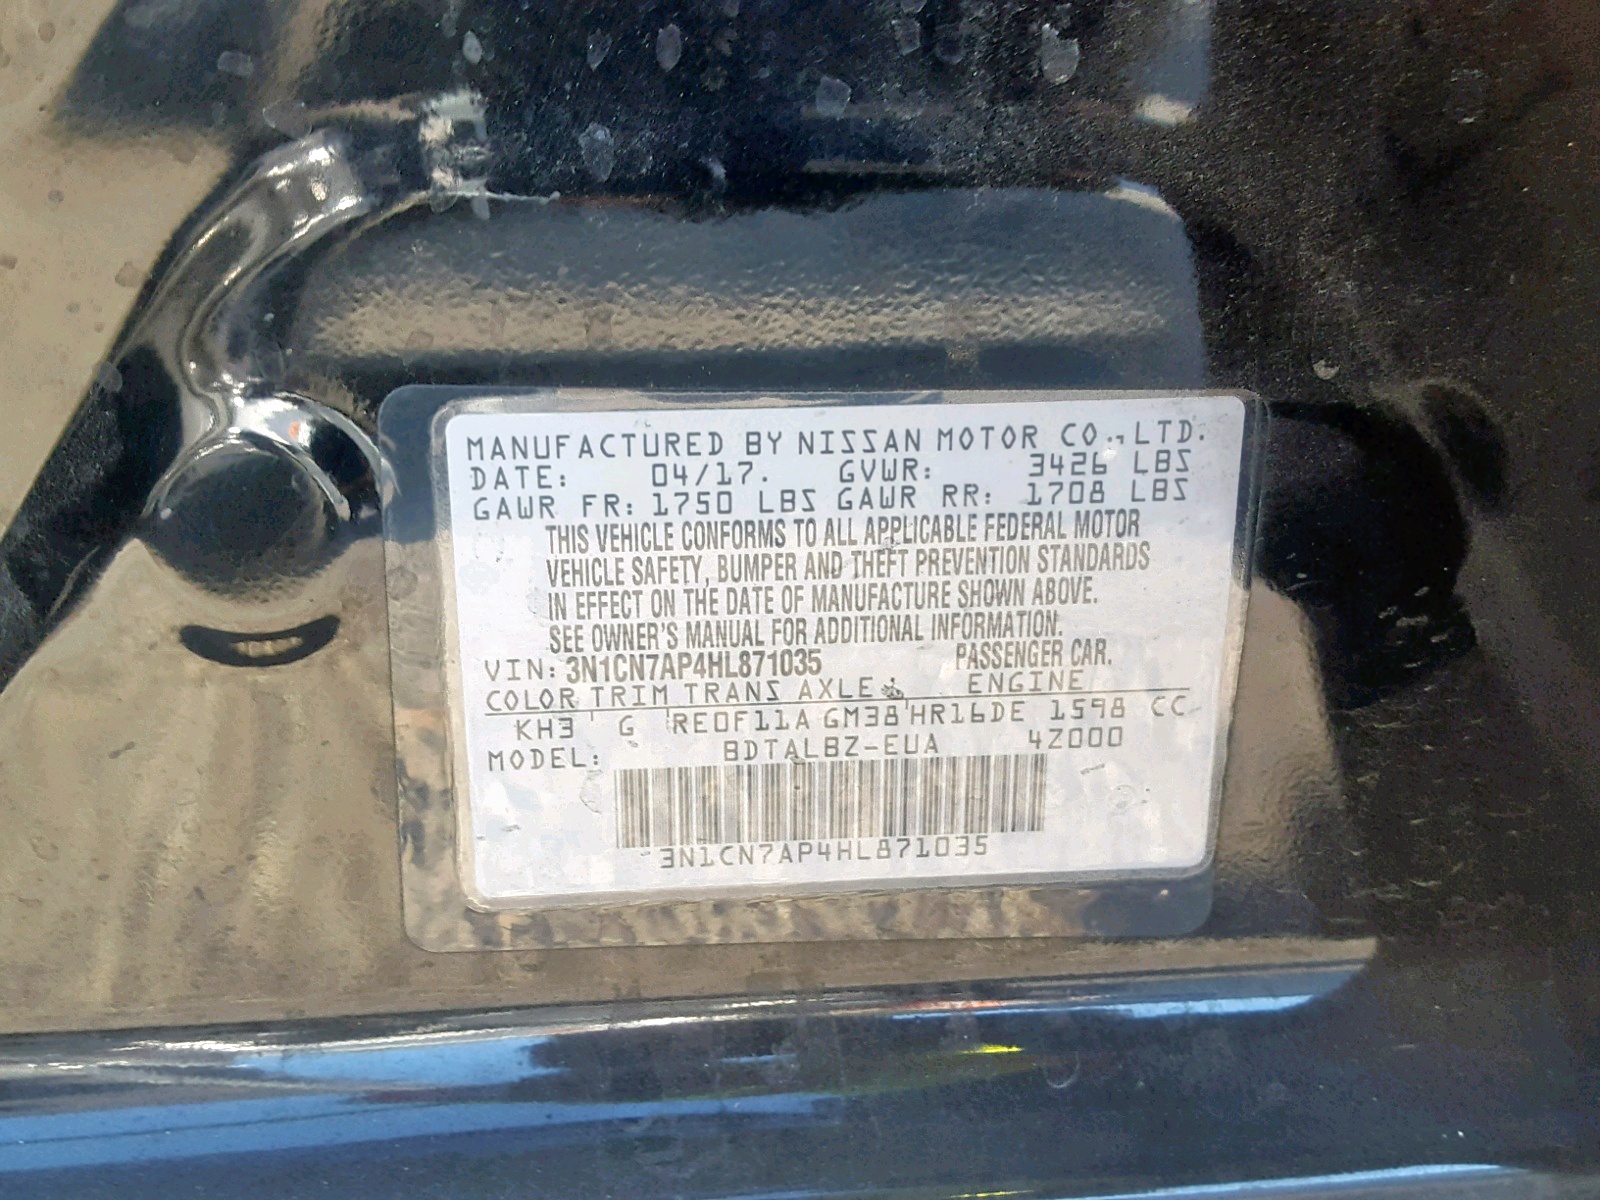 MANUFACTURED BY NISSAN MOTOR CO., LTD.
DATE: 04/17. GVWR: 3426 LBS
GAWR FR: 1750 LBS GAWR RR: 1708 LBS
THIS VEHICLE CONFORMS TO ALL APPLICABLE FEDERAL MOTOR
VEHICLE SAFETY, BUMPER AND THEFT PREVENTION STANDARDS
IN EFFECT ON THE DATE OF MANUFACTURE SHOWN ABOVE.
SEE OWNER'S MANUAL FOR ADDITIONAL INFORMATION.
VIN: 3N1CN7AP4HL871035 PASSENGER CAR.
COLOR TRIM TRANS AXLE ENGINE
KH3 G RE0F11A GM38 HR16DE 1598 CC
MODEL: BDTALBZ-EUA 4Z000
3N1CN7AP4HL871035